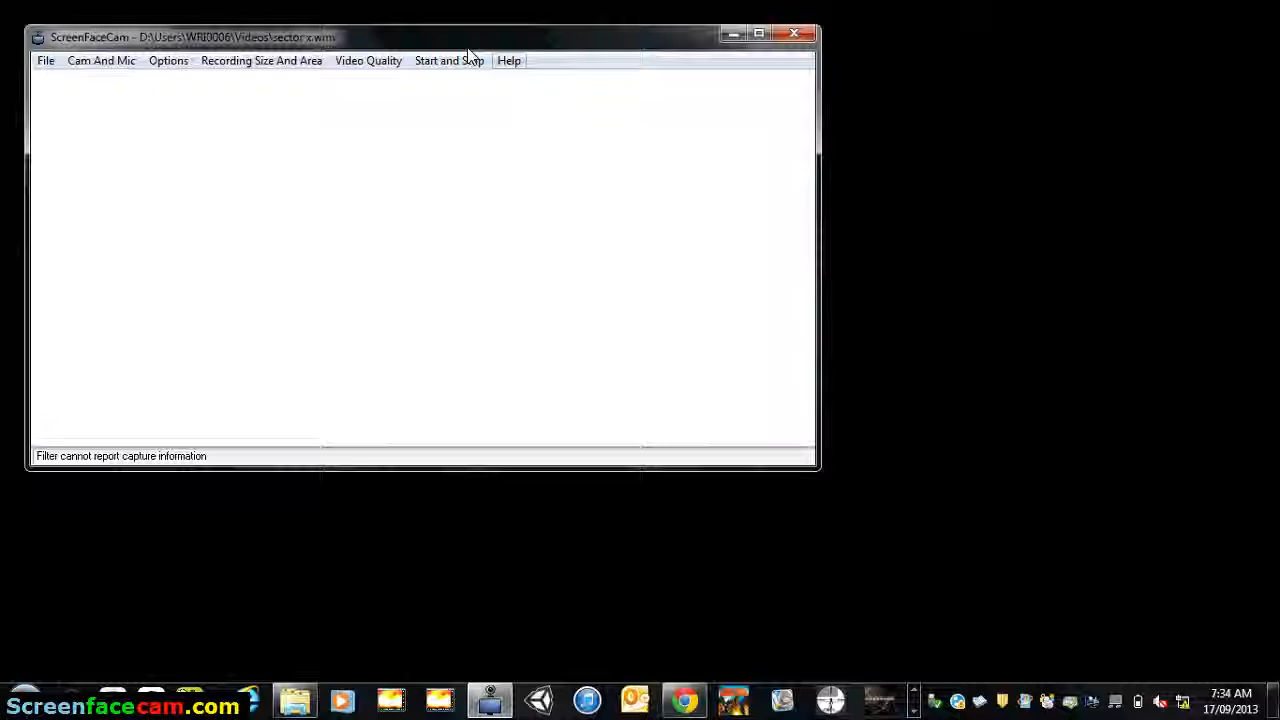 ScreenFaceCam - D:\Users\WRI0006\Videos\sector x.wmv
File Cam And Mic Options Recording Size And Area Video Quality Start and Stop Help
Filter cannot report capture information
Screenfacecam.com
7:34 AM
17/09/2013